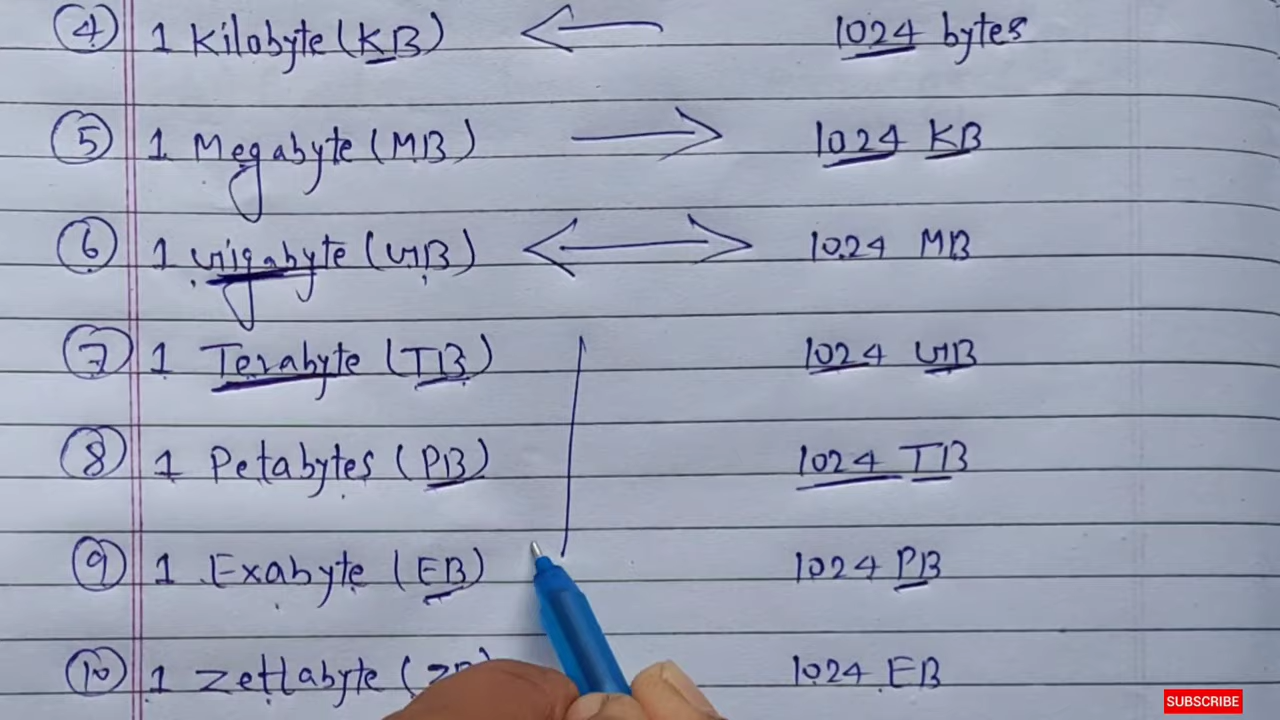 4 1 Kilobyte (KB) ← 1024 bytes
5 1 Megabyte (MB) → 1024 KB
6 1 Gigabyte (GB) ↔ 1024 MB
7 1 Terabyte (TB) 1024 GB
8 1 Petabytes (PB) 1024 TB
9 1 Exabyte (EB) 1024 PB
10 1 Zettabyte (ZB) 1024 EB
SUBSCRIBE